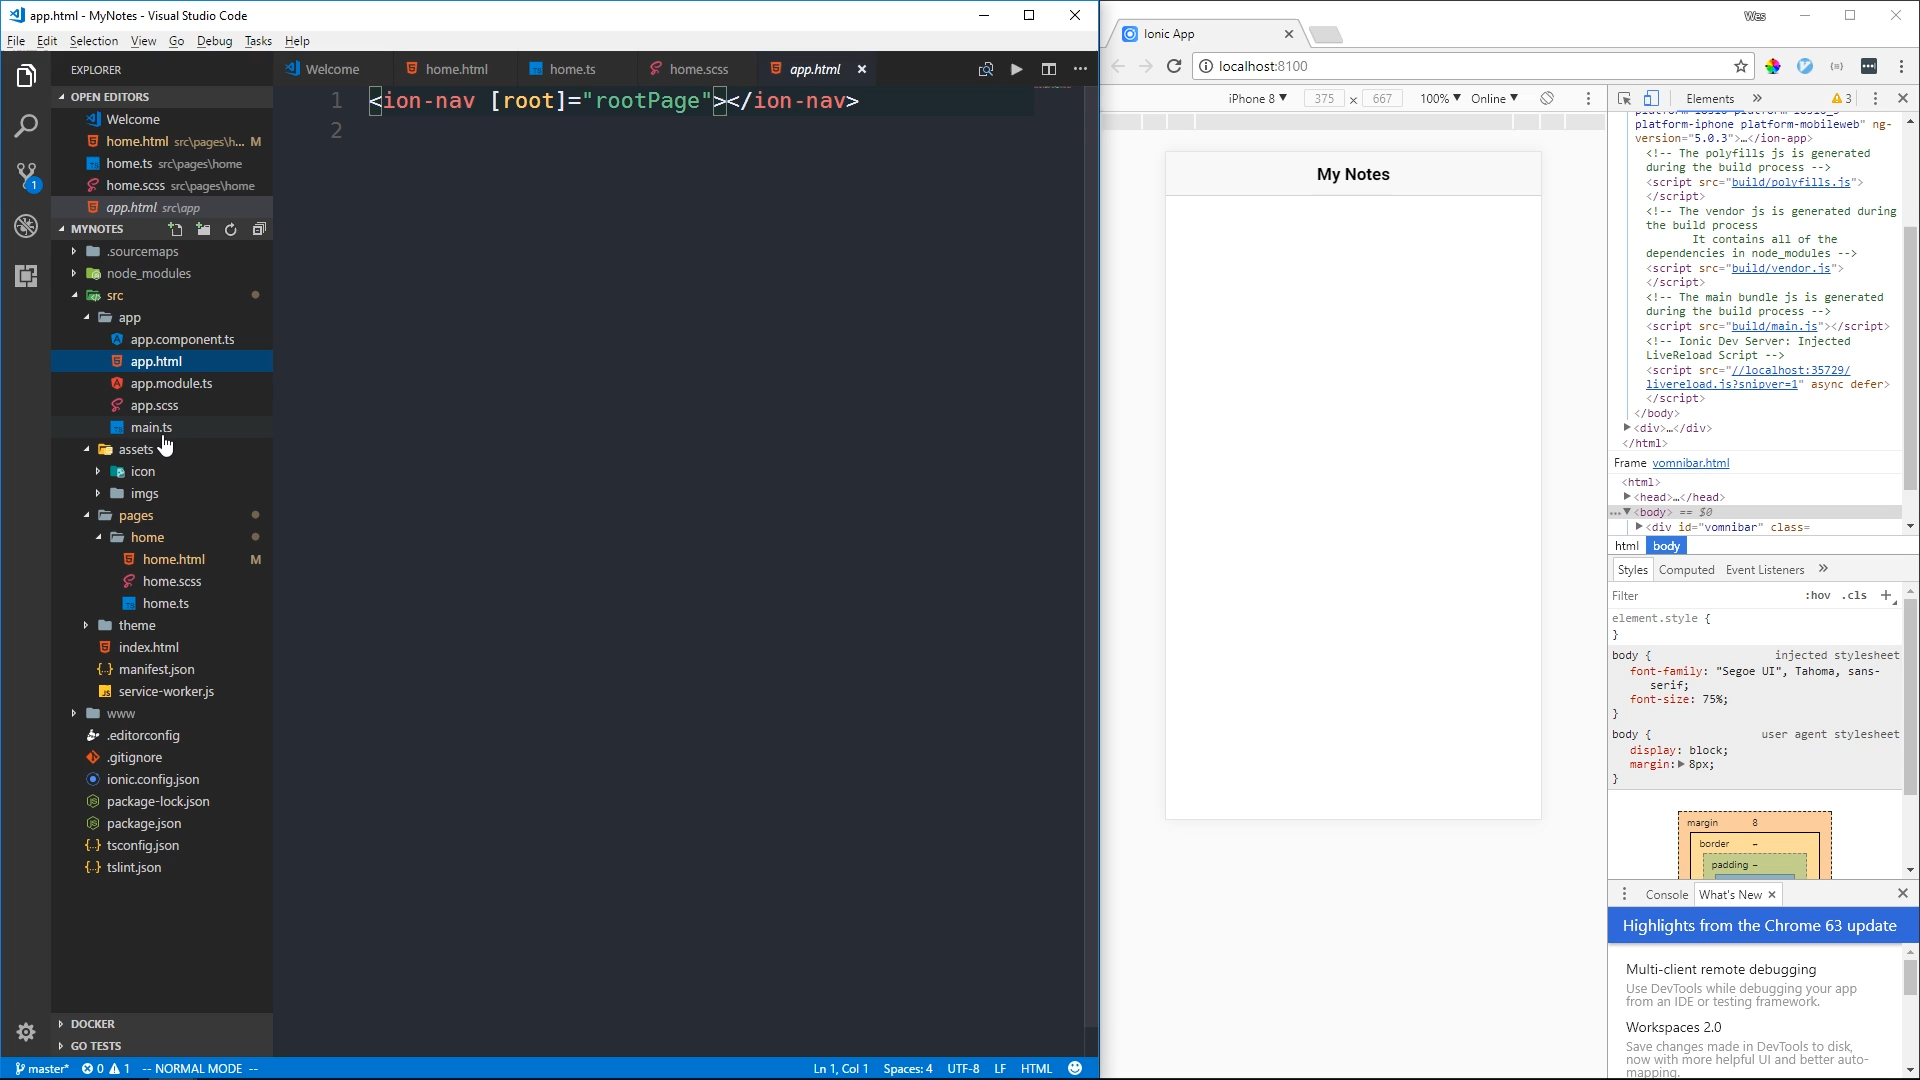 app.html - MyNotes - Visual Studio Code
File Edit Selection View Go Debug Tasks Help
EXPLORER
OPEN EDITORS
Welcome
home.html src\pages\h... M
home.ts src\pages\home
home.scss src\pages\home
app.html src\app
MYNOTES
.sourcemaps
node_modules
src
app
app.component.ts
app.html
app.module.ts
app.scss
main.ts
assets
icon
imgs
pages
home
home.html M
home.scss
home.ts
theme
index.html
manifest.json
service-worker.js
www
.editorconfig
.gitignore
ionic.config.json
package-lock.json
package.json
tsconfig.json
tslint.json
DOCKER
GO TESTS
1
Welcome home.html home.ts home.scss app.html
1 <ion-nav [root]="rootPage"></ion-nav>
2
master* 0 1 -- NORMAL MODE --
Ln 1, Col 1 Spaces: 4 UTF-8 LF HTML
Wes
Ionic App
localhost:8100
iPhone 8 375 x 667 100% Online
My Notes
Elements » 3
platform-iphone platform-mobileweb" ng-
version="5.0.3">…</ion-app>
<!-- The polyfills js is generated
during the build process -->
<script src="build/polyfills.js">
</script>
<!-- The vendor js is generated during
the build process
It contains all of the
dependencies in node_modules -->
<script src="build/vendor.js">
</script>
<!-- The main bundle js is generated
during the build process -->
<script src="build/main.js"></script>
<!-- Ionic Dev Server: Injected
LiveReload Script -->
<script src="//localhost:35729/
livereload.js?snipver=1" async defer>
</script>
</body>
<div>…</div>
</html>
Frame vomnibar.html
<html>
<head>…</head>
…<body> == $0
<div id="vomnibar" class=
html body
Styles Computed Event Listeners »
Filter :hov .cls +
element.style {
}
body { injected stylesheet
font-family: "Segoe UI", Tahoma, sans-
serif;
font-size: 75%;
}
body { user agent stylesheet
display: block;
margin: 8px;
}
margin 8
border -
padding -
Console What's New
Highlights from the Chrome 63 update
Multi-client remote debugging
Use DevTools while debugging your app
from an IDE or testing framework.
Workspaces 2.0
Save changes made in DevTools to disk,
now with more helpful UI and better auto-
mapping.